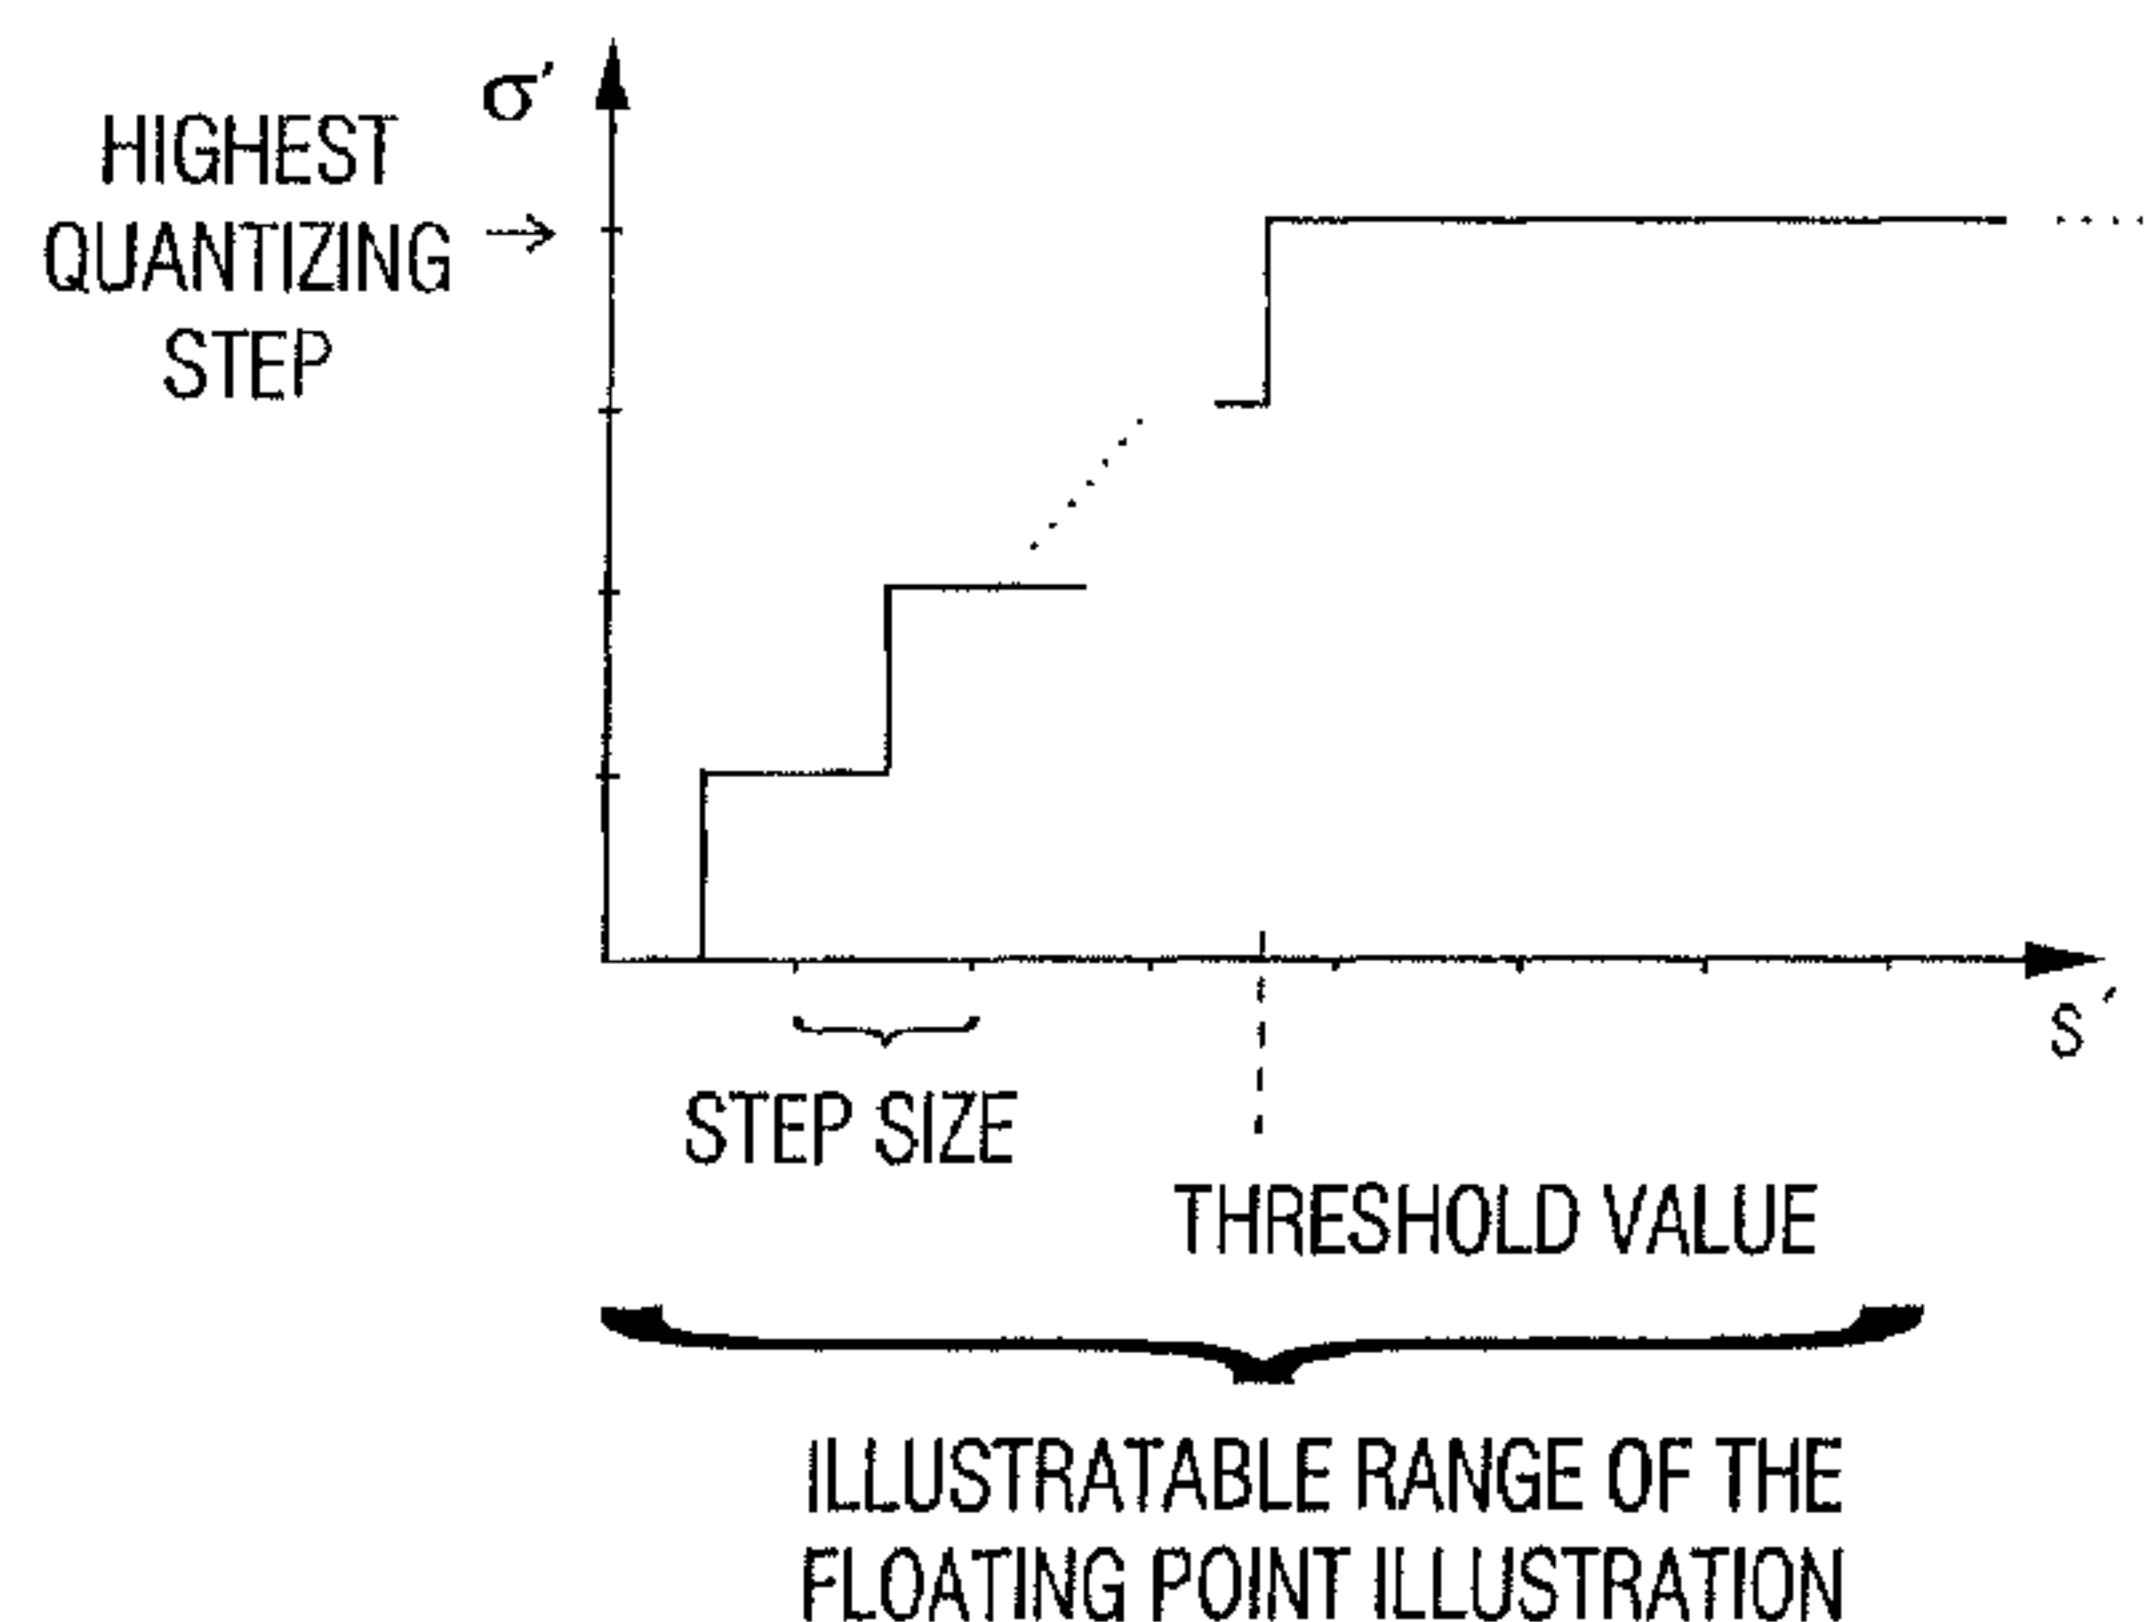 σ′
HIGHEST
QUANTIZING
STEP
S′
STEP SIZE
THRESHOLD VALUE
ILLUSTRATABLE RANGE OF THE
FLOATING POINT ILLUSTRATION